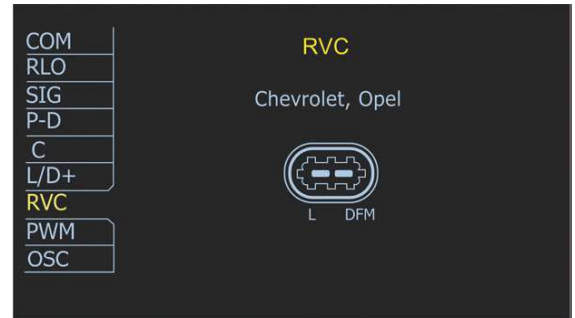 COM
RLO
SIG
P-D
C
L/D+
RVC
PWM
OSC
RVC
Chevrolet, Opel
L DFM